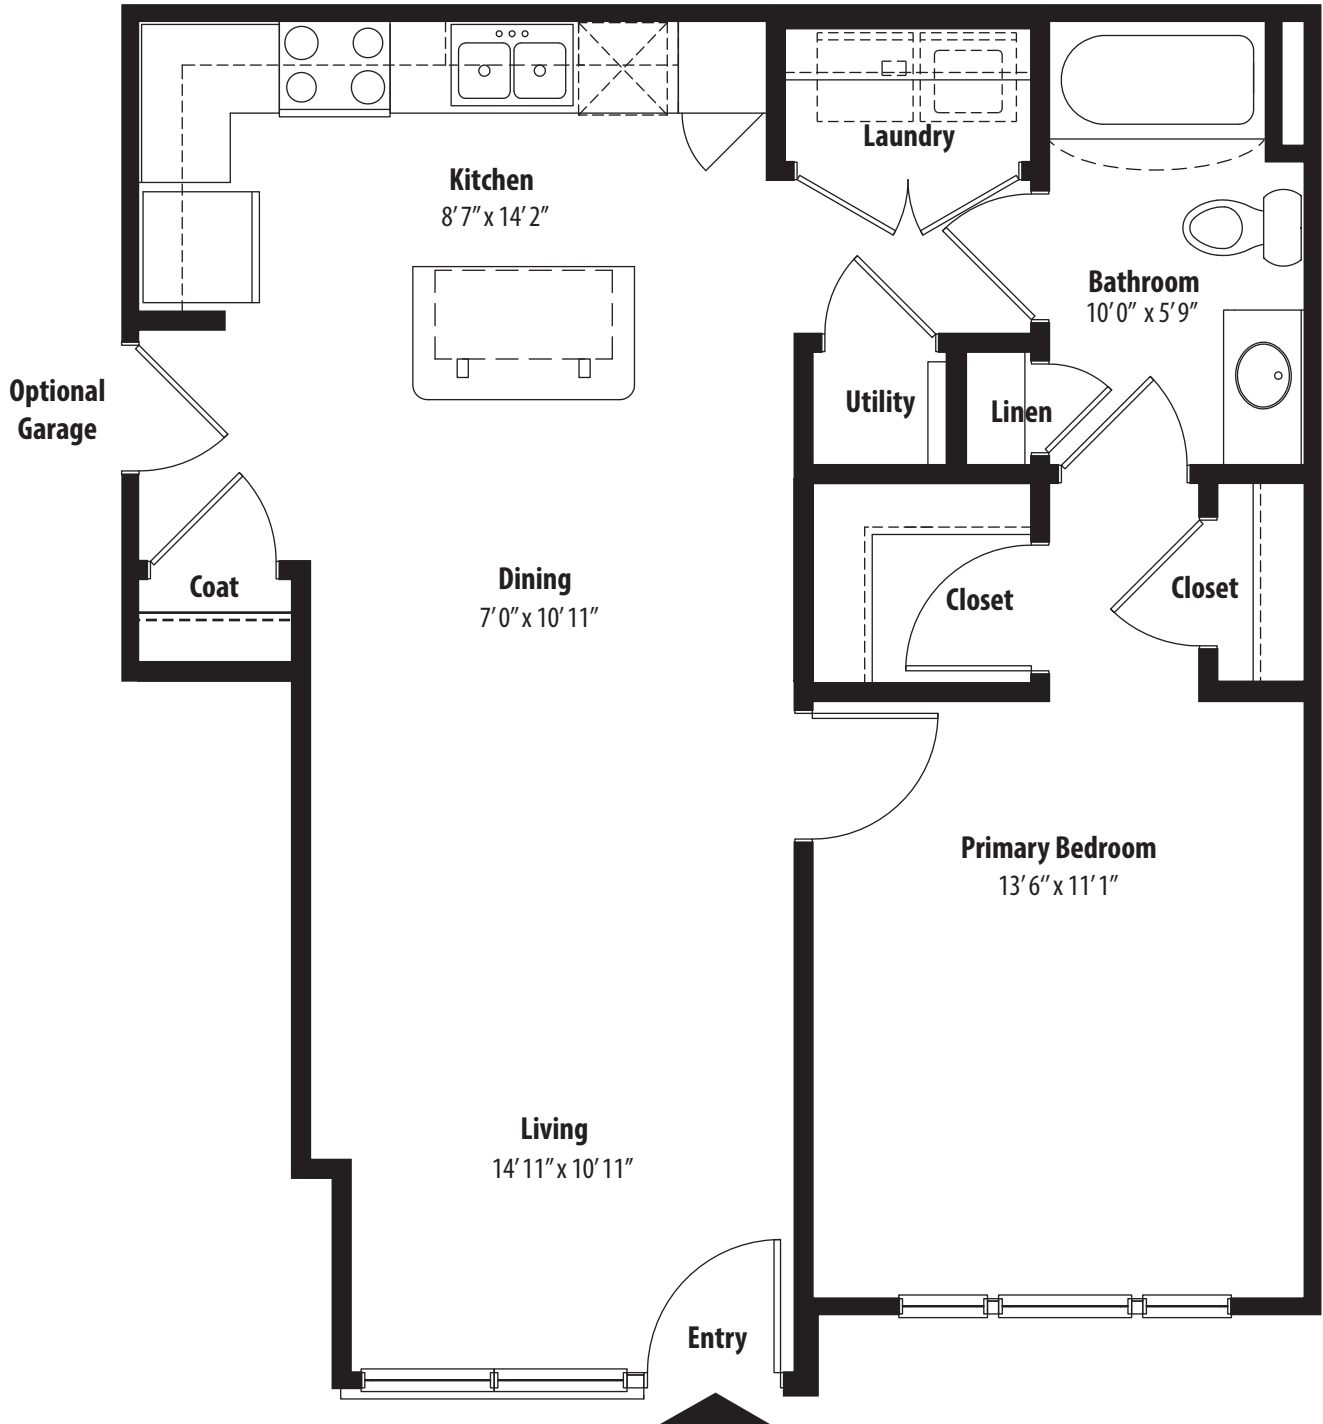 Laundry
Kitchen
8’7” x 14’2”
Bathroom
10’0” x 5’9”
Optional
Garage
Utility
Linen
Coat
Dining
7’0” x 10’11”
Closet
Closet
Primary Bedroom
13’6” x 11’1”
Living
14’11” x 10’11”
Entry